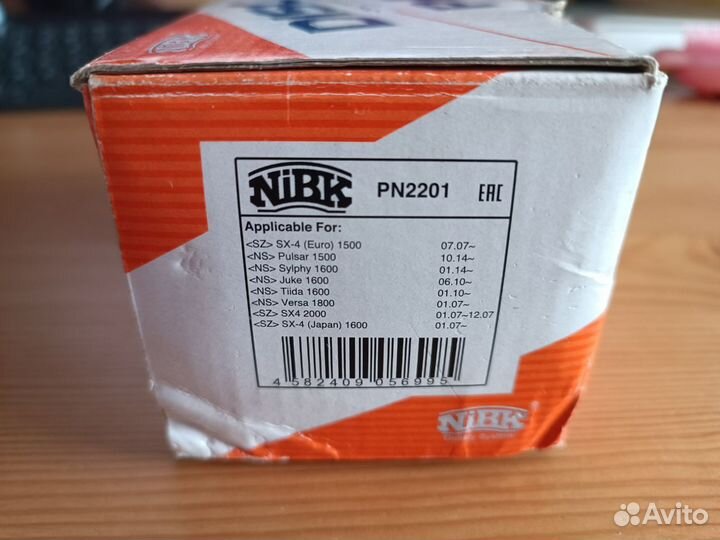 NiBK PN2201 EAC
Applicable For:
<SZ> SX-4 (Euro) 1500 07.07~
<NS> Pulsar 1500 10.14~
<NS> Sylphy 1600 01.14~
<NS> Juke 1600 06.10~
<NS> Tiida 1600 01.10~
<NS> Versa 1800 01.07~
<SZ> SX4 2000 01.07~12.07
<SZ> SX-4 (Japan) 1600 01.07~
4 582409 056995
NiBK
Avito